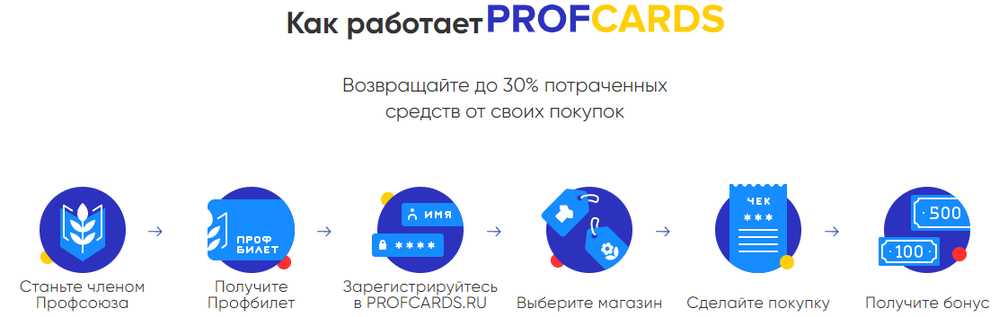 Как работает PROFCARDS
Возвращайте до 30% потраченных
средств от своих покупок
ПРОФ
БИЛЕТ
ИМЯ
****
ЧЕК
***
500
100
Станьте членом
Профсоюза
Получите
Профбилет
Зарегистрируйтесь
в PROFCARDS.RU
Выберите магазин
Сделайте покупку
Получите бонус